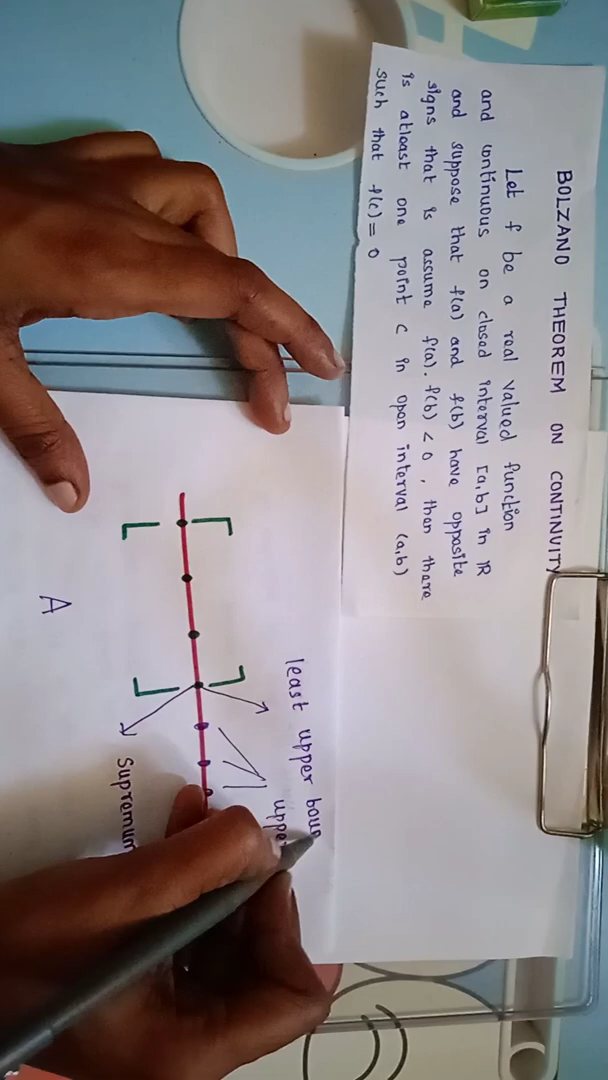 BOLZANO THEOREM ON CONTINUITY
Let f be a real valued function
and continuous on closed interval [a,b] in IR
and suppose that f(a) and f(b) have opposite
signs that is assume f(a). f(b) < 0 , then there
is atleast one point c in open interval (a,b)
such that f(c) = 0
least upper bou
uppe
Supremum
A